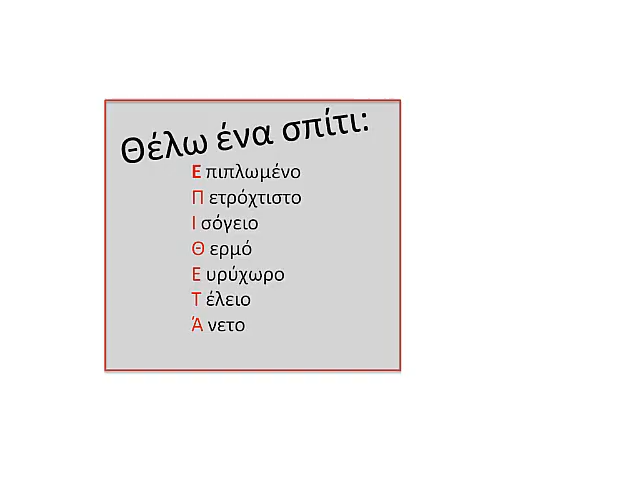 Θέλω ένα σπίτι:
Ε πιπλωμένο
Π ετρόχτιστο
Ι σόγειο
Θ ερμό
Ε υρύχωρο
Τ έλειο
Ά νετο